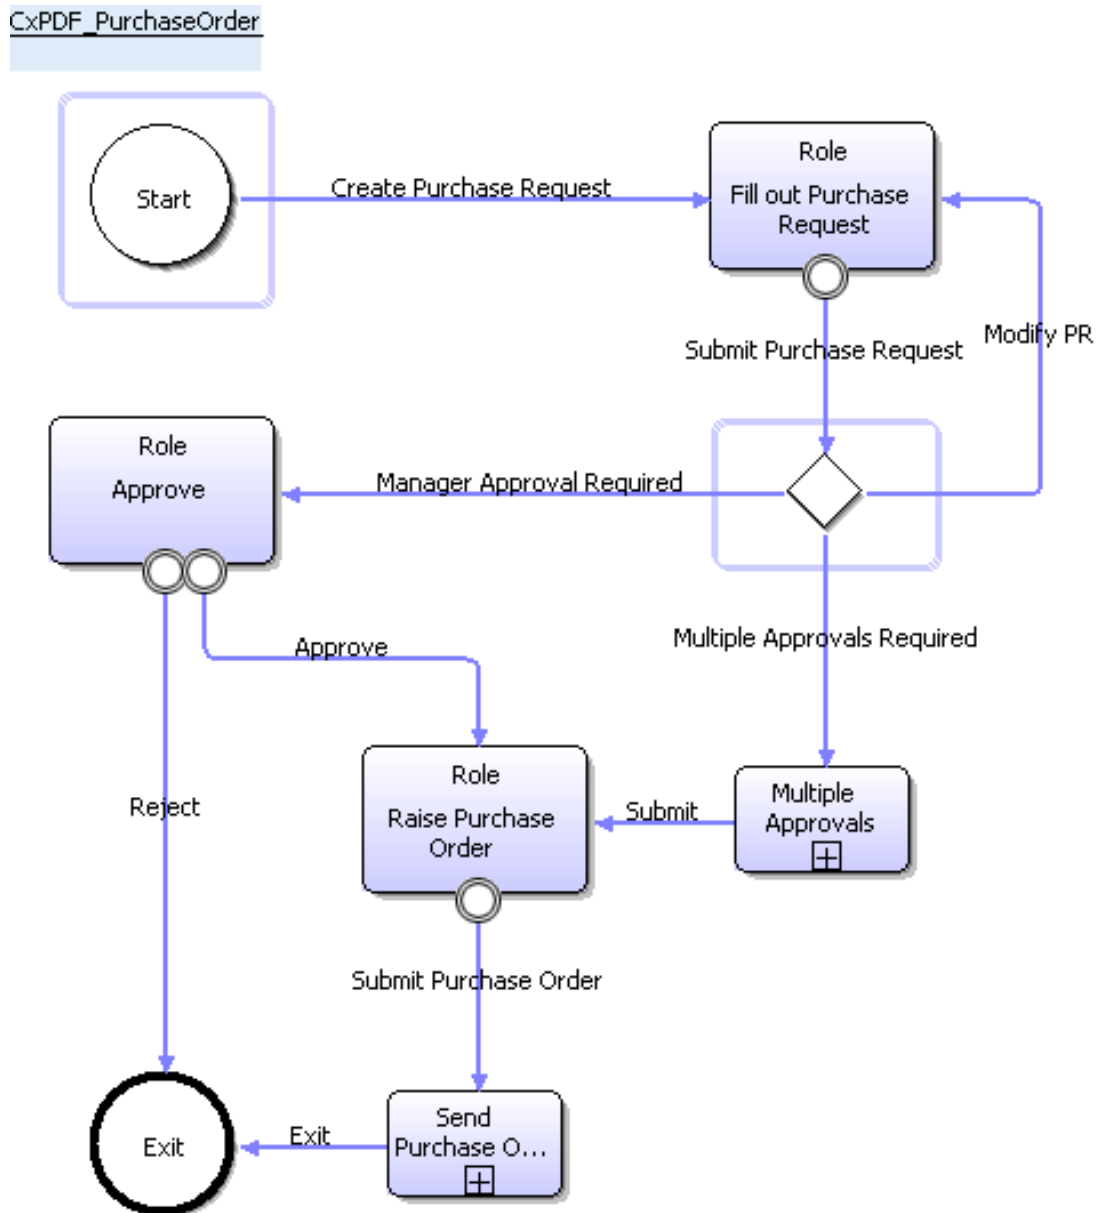 CxPDF_PurchaseOrder
Start
Create Purchase Request
Role
Fill out Purchase
Request
Modify PR
Submit Purchase Request
Role
Approve
Manager Approval Required
Multiple Approvals Required
Approve
Role
Raise Purchase
Order
Submit
Multiple
Approvals
Reject
Submit Purchase Order
Exit
Exit
Send
Purchase O...